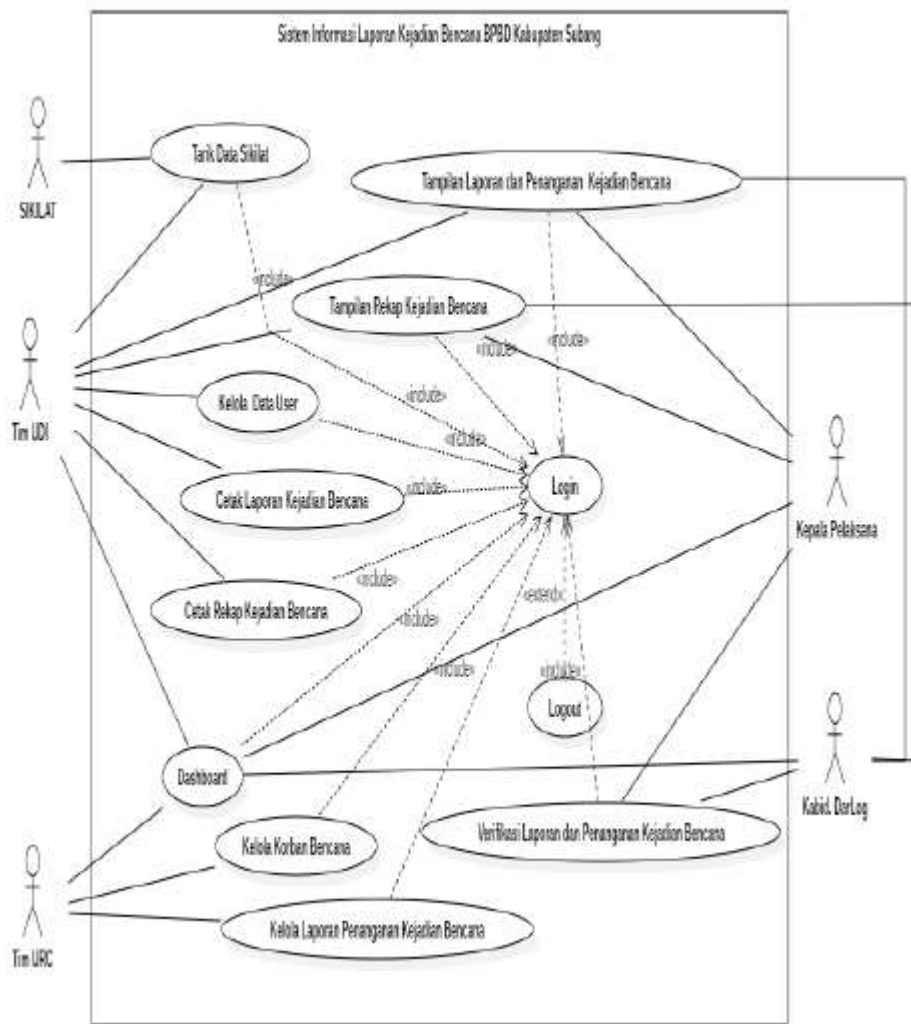 Sistem Informasi Laporan Kejadian Bencana BPBD Kabupaten Subang
Tarik Data Sikilat
Tampilan Laporan dan Penanganan Kejadian Bencana
SIKILAT
«include»
Tampilan Rekap Kejadian Bencana
«include»
«include»
Tim UDI
Kelola Data User
«include»
«include»
Login
Cetak Laporan Kejadian Bencana
«include»
Kepala Pelaksana
«include»
«extend»
Cetak Rekap Kejadian Bencana
«include»
«include»
«include»
Logout
Dashboard
Kabid. DarLog
Kelola Korban Bencana
Verifikasi Laporan dan Penanganan Kejadian Bencana
Kelola Laporan Penanganan Kejadian Bencana
Tim URC